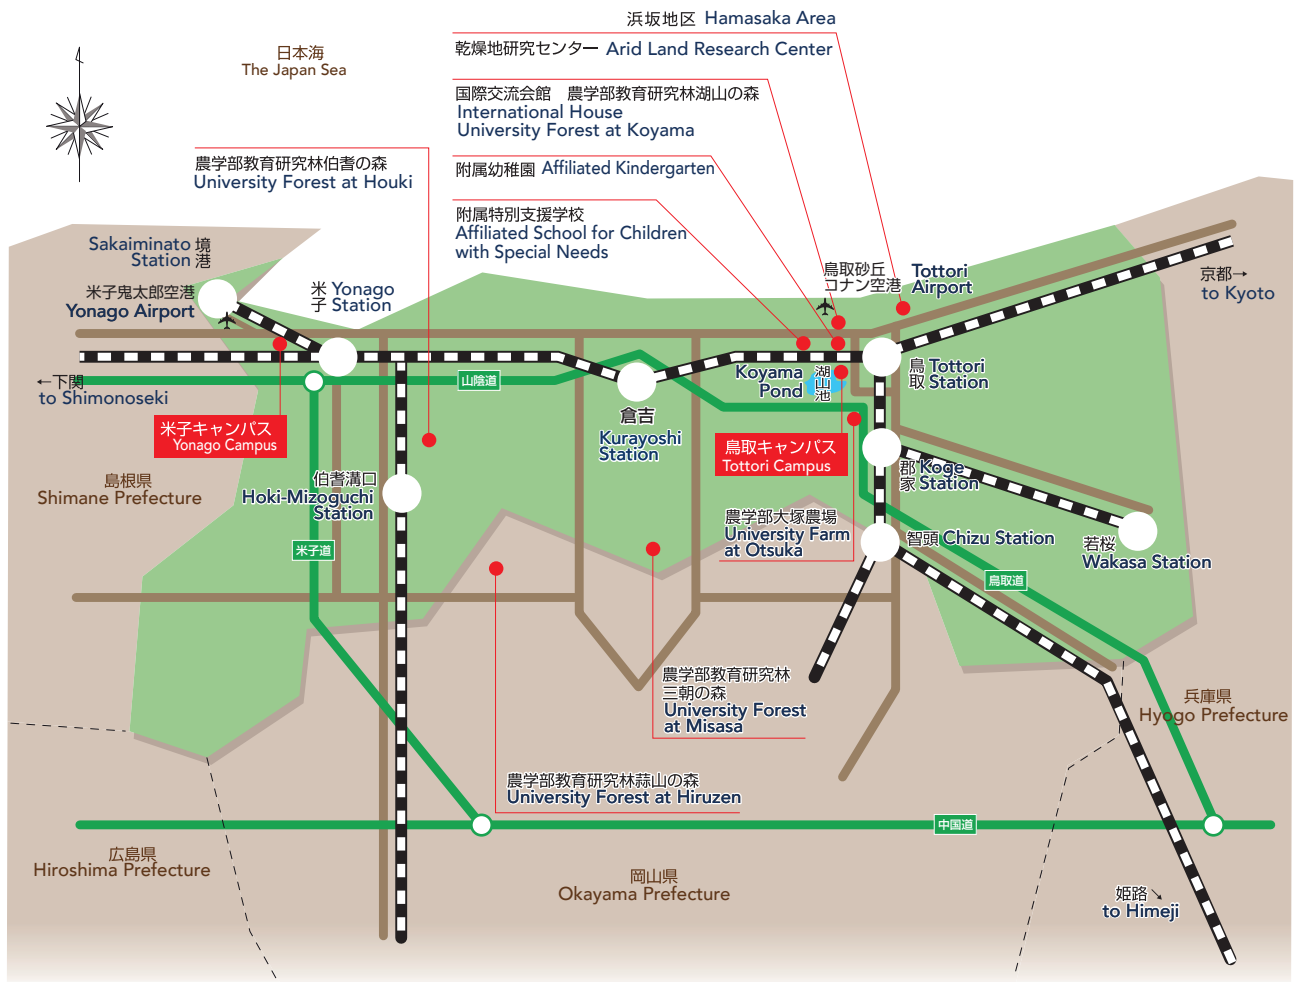 浜坂地区 Hamasaka Area
日本海
The Japan Sea
乾燥地研究センター Arid Land Research Center
国際交流会館　農学部教育研究林湖山の森
International House
University Forest at Koyama
農学部教育研究林伯耆の森
University Forest at Houki
附属幼稚園 Affiliated Kindergarten
附属特別支援学校
Affiliated School for Children
with Special Needs
Sakaiminato
Station
境港
米子鬼太郎空港
Yonago Airport
米子
Yonago
Station
鳥取砂丘
コナン空港
Tottori
Airport
京都→
to Kyoto
←下関
to Shimonoseki
山陰道
Koyama
Pond
湖山池
鳥取
Tottori
Station
倉吉
Kurayoshi
Station
米子キャンパス
Yonago Campus
鳥取キャンパス
Tottori Campus
郡家
Koge
Station
島根県
Shimane Prefecture
伯耆溝口
Hoki-Mizoguchi
Station
農学部大塚農場
University Farm
at Otsuka
智頭 Chizu Station
若桜
Wakasa Station
米子道
鳥取道
農学部教育研究林
三朝の森
University Forest
at Misasa
兵庫県
Hyogo Prefecture
農学部教育研究林蒜山の森
University Forest at Hiruzen
中国道
広島県
Hiroshima Prefecture
岡山県
Okayama Prefecture
姫路↘
to Himeji